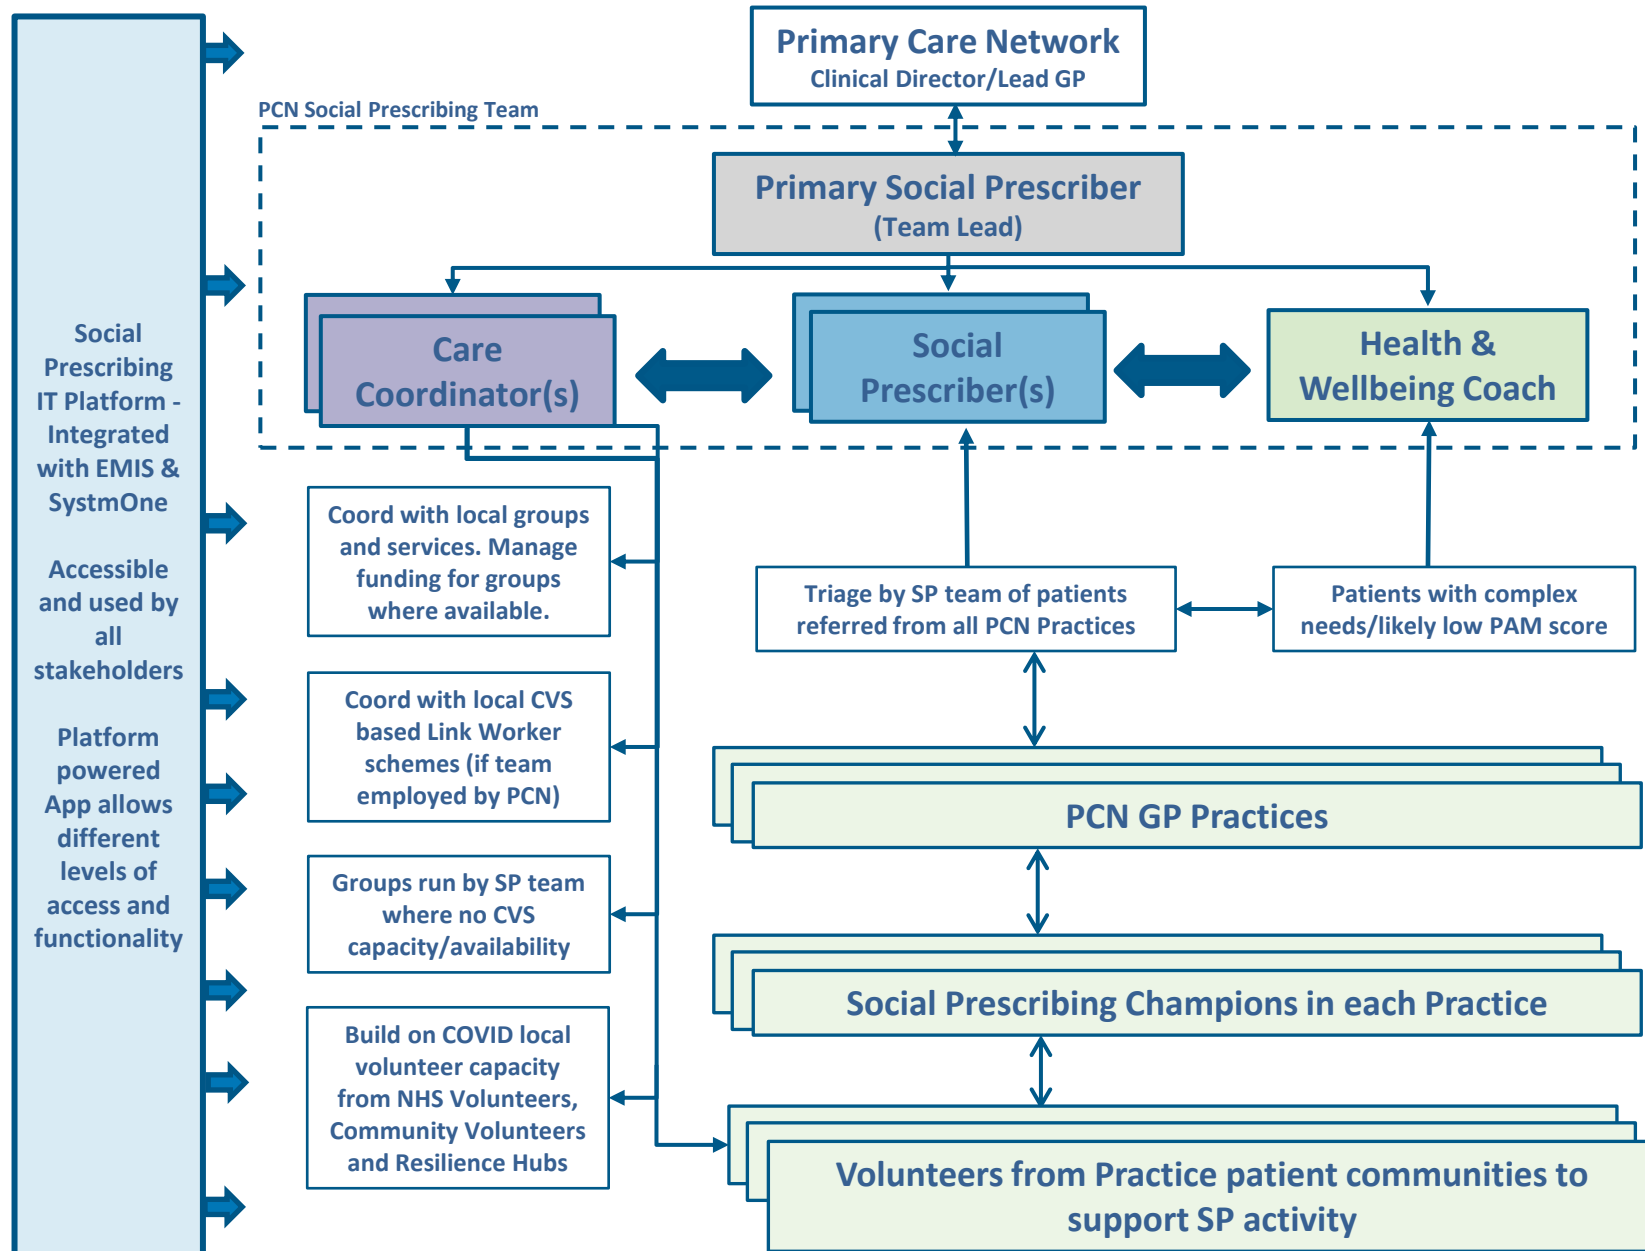 Social
Prescribing
IT Platform -
Integrated
with EMIS &
SystmOne
Accessible
and used by
all
stakeholders
Platform
powered
App allows
different
levels of
access and
functionality
Primary Care Network
Clinical Director/Lead GP
PCN Social Prescribing Team
Primary Social Prescriber
(Team Lead)
Care
Coordinator(s)
Social
Prescriber(s)
Health &
Wellbeing Coach
Coord with local groups
and services. Manage
funding for groups
where available.
Triage by SP team of patients
referred from all PCN Practices
Patients with complex
needs/likely low PAM score
Coord with local CVS
based Link Worker
schemes (if team
employed by PCN)
PCN GP Practices
Groups run by SP team
where no CVS
capacity/availability
Social Prescribing Champions in each Practice
Build on COVID local
volunteer capacity
from NHS Volunteers,
Community Volunteers
and Resilience Hubs
Volunteers from Practice patient communities to
support SP activity